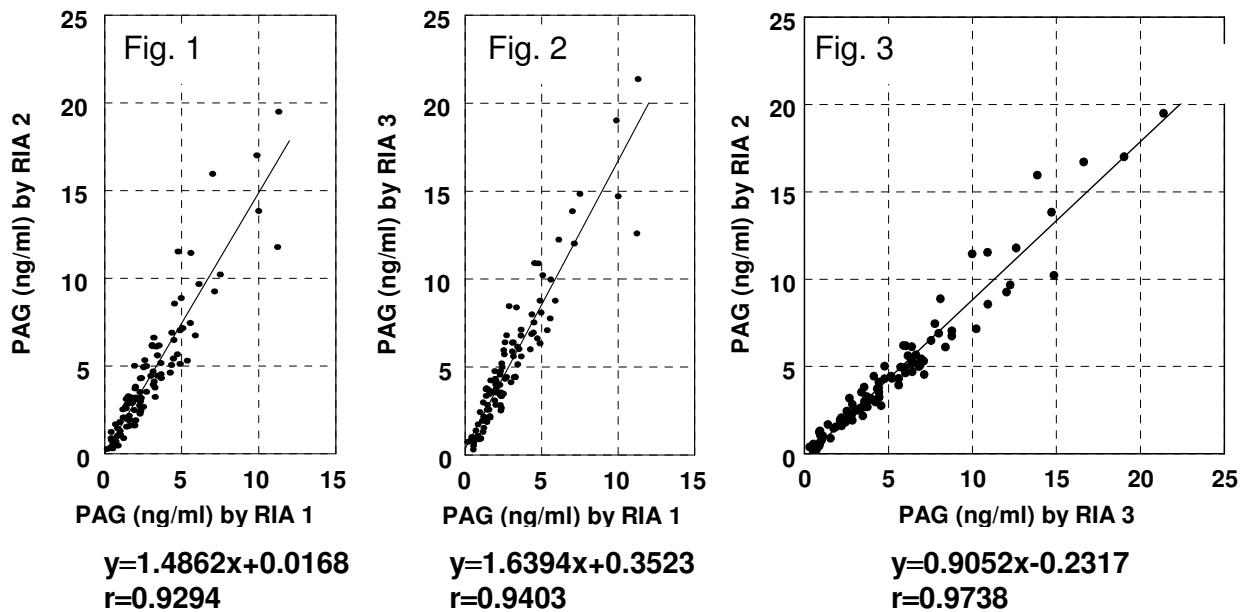 Fig. 1
25
20
15
10
5
0
PAG (ng/ml) by RIA 2
0 5 10 15
PAG (ng/ml) by RIA 1
y=1.4862x+0.0168
r=0.9294
Fig. 2
25
20
15
10
5
0
PAG (ng/ml) by RIA 3
0 5 10 15
PAG (ng/ml) by RIA 1
y=1.6394x+0.3523
r=0.9403
Fig. 3
25
20
15
10
5
0
PAG (ng/ml) by RIA 2
0 5 10 15 20 25
PAG (ng/ml) by RIA 3
y=0.9052x-0.2317
r=0.9738